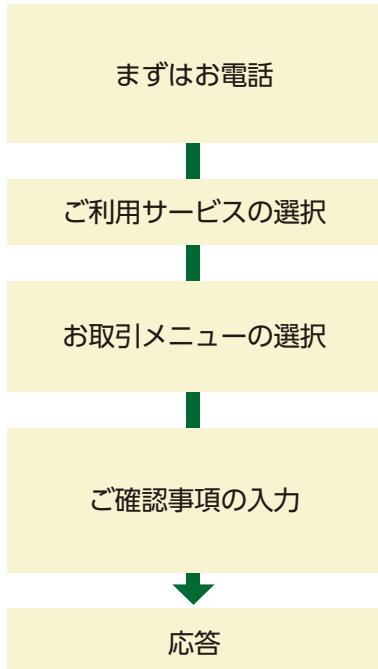 まずはお電話
ご利用サービスの選択
お取引メニューの選択
ご確認事項の入力
応答